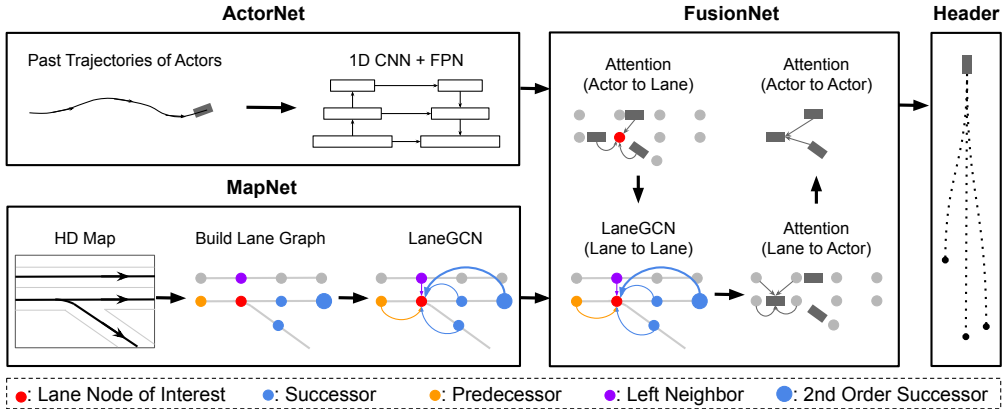 ActorNet
Past Trajectories of Actors
1D CNN + FPN
MapNet
HD Map
Build Lane Graph
LaneGCN
FusionNet
Attention
(Actor to Lane)
Attention
(Actor to Actor)
LaneGCN
(Lane to Lane)
Attention
(Lane to Actor)
Header
: Lane Node of Interest
: Successor
: Predecessor
: Left Neighbor
: 2nd Order Successor